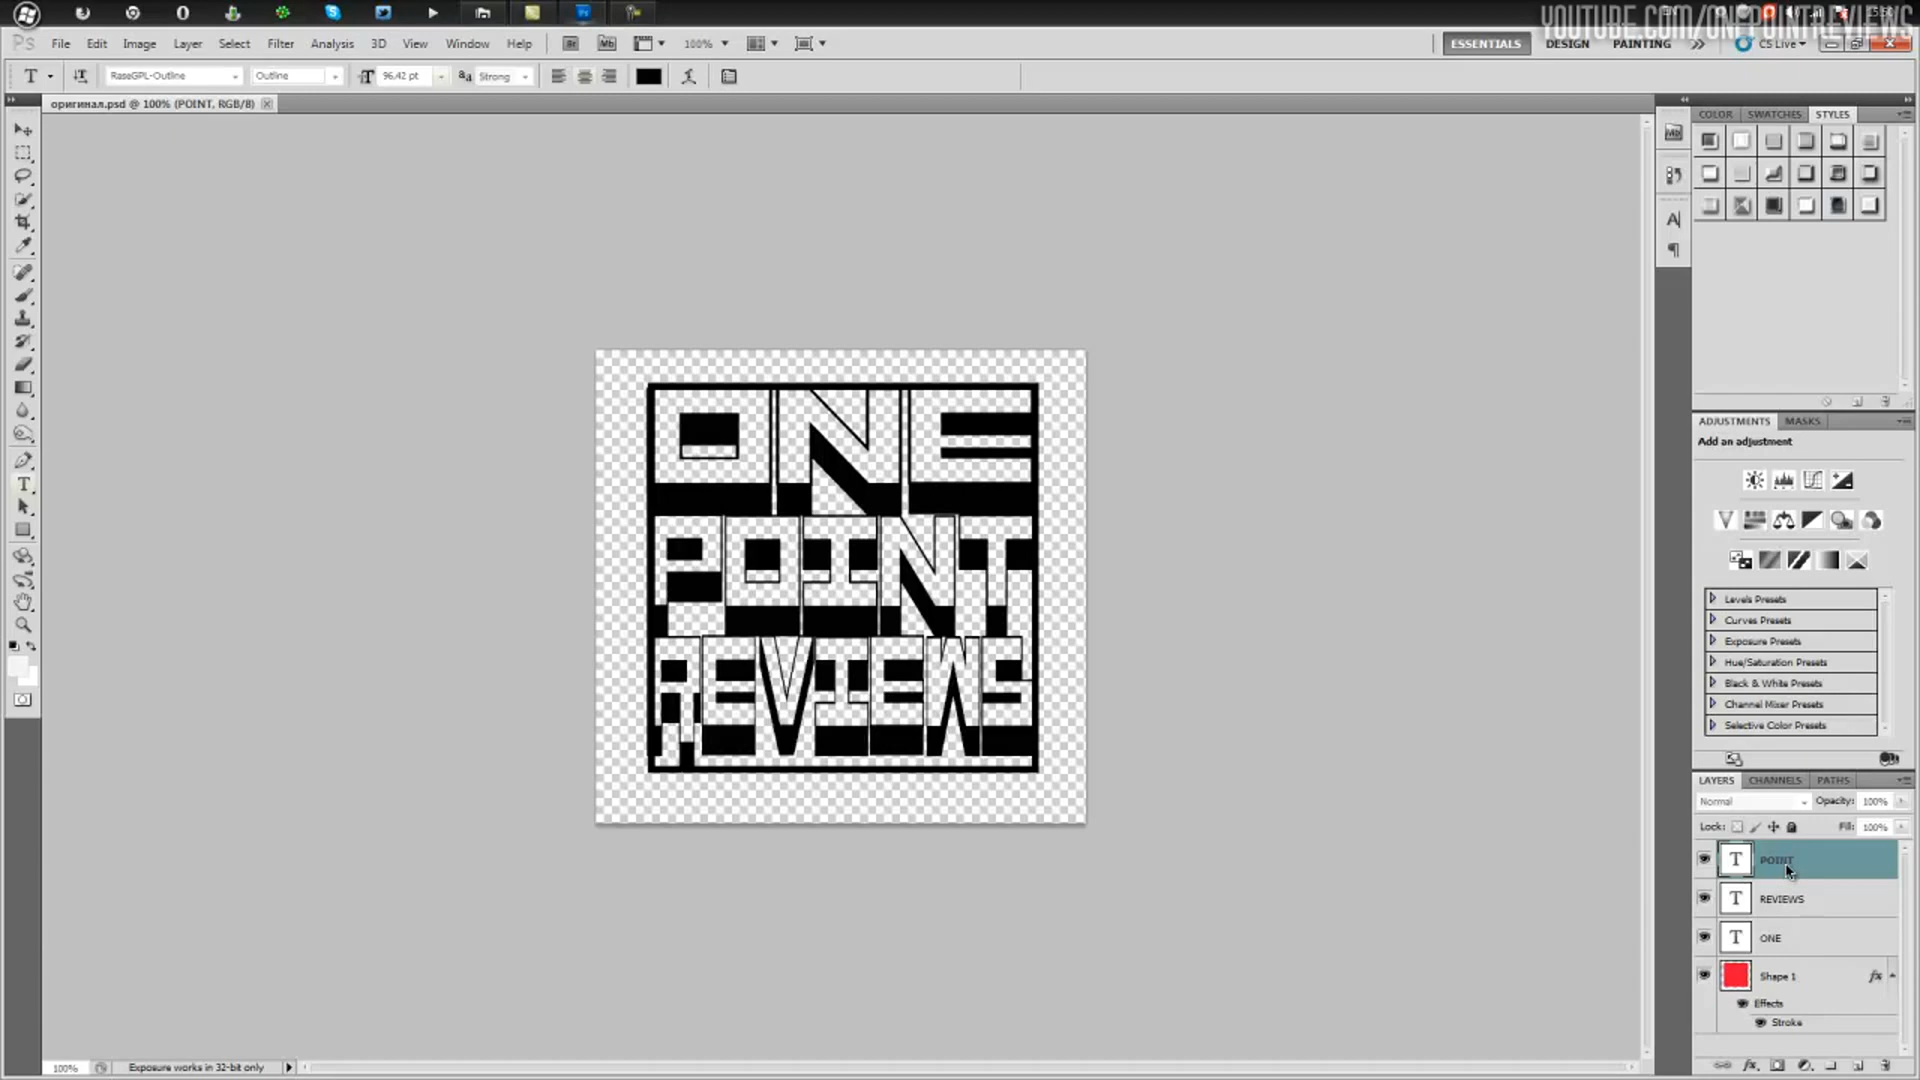 YOUTUBE.COM/ONEPOINTREVIEWS
Ps File Edit Image Layer Select Filter Analysis 3D View Window Help Br Mb 100% ESSENTIALS DESIGN PAINTING CS Live
RaseGPL-Outline Outline 96,42 pt aa Strong
оригинал.psd @ 100% (POINT, RGB/8)
COLOR SWATCHES STYLES
ONE
POINT
REVIEWS
ADJUSTMENTS MASKS
Add an adjustment
Levels Presets
Curves Presets
Exposure Presets
Hue/Saturation Presets
Black & White Presets
Channel Mixer Presets
Selective Color Presets
LAYERS CHANNELS PATHS
Normal Opacity: 100%
Lock: Fill: 100%
T POINT
T REVIEWS
T ONE
Shape 1 fx
Effects
Stroke
100% Exposure works in 32-bit only